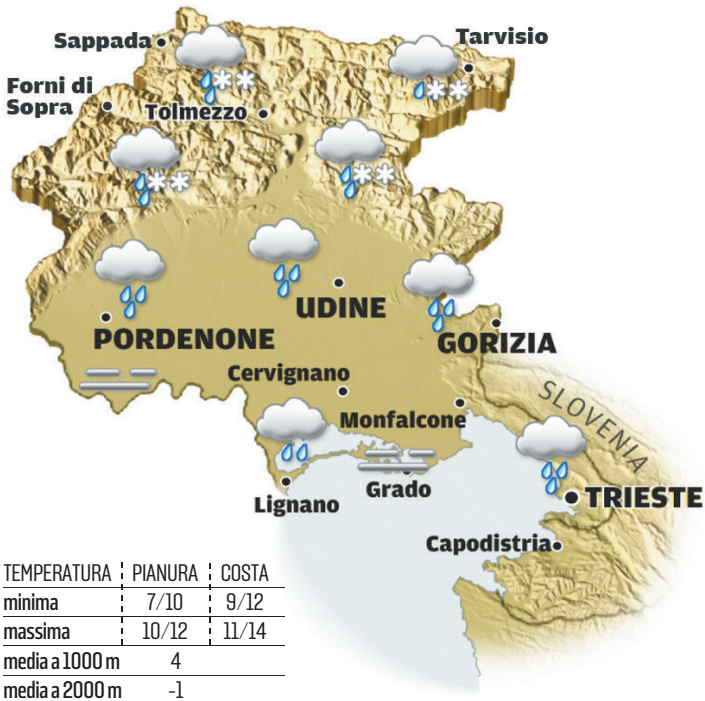 Sappada
Tarvisio
Forni di
Sopra
Tolmezzo
UDINE
PORDENONE
GORIZIA
Cervignano
SLOVENIA
Monfalcone
Grado
Lignano
TRIESTE
Capodistria
TEMPERATURA PIANURA COSTA
minima 7/10 9/12
massima 10/12 11/14
media a 1000 m 4
media a 2000 m -1